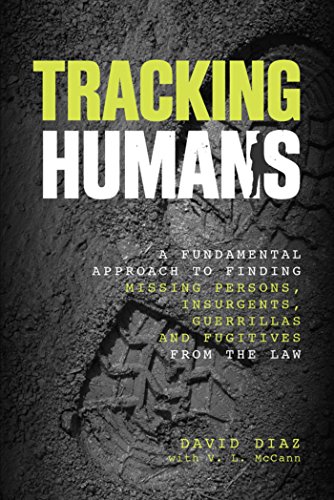 TRACKING
HUMANS
A FUNDAMENTAL
APPROACH TO FINDING
MISSING PERSONS,
INSURGENTS,
GUERRILLAS
AND FUGITIVES
FROM THE LAW
DAVID DIAZ
with V. L. McCann